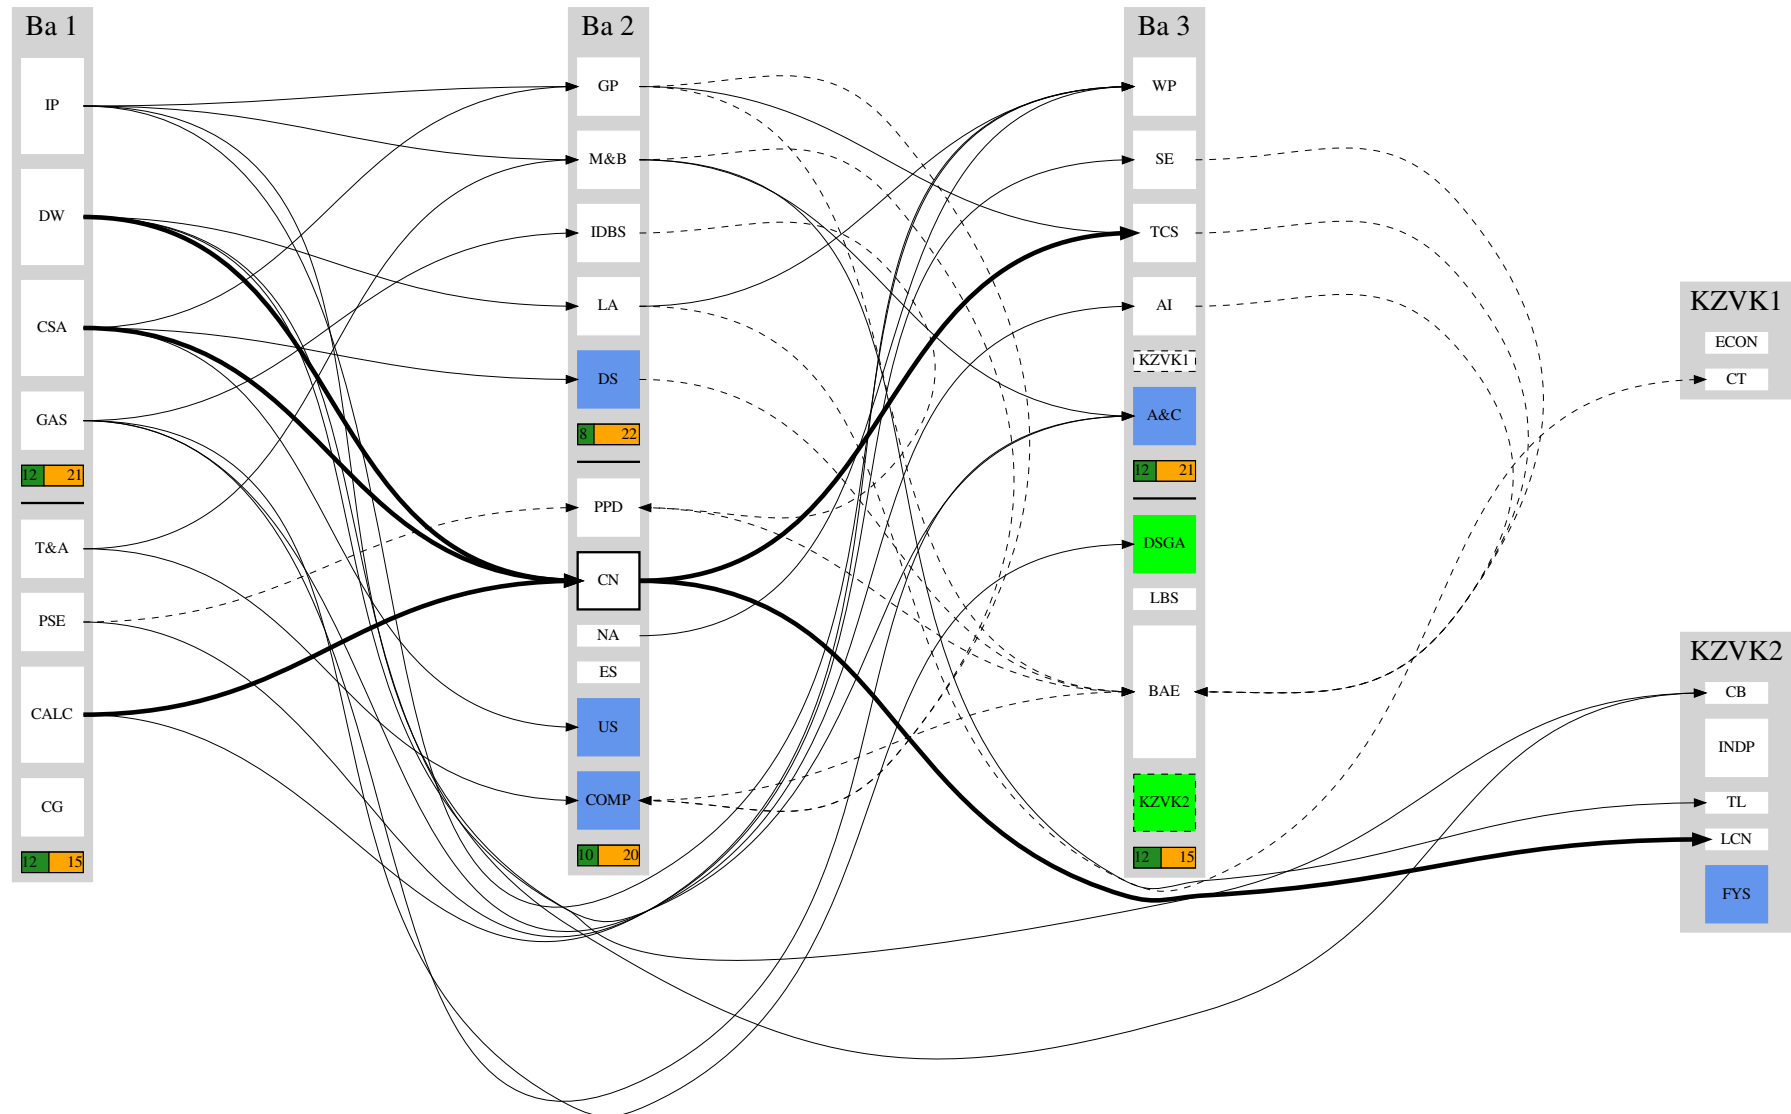 Ba 1
IP
DW
CSA
GAS
12 21
T&A
PSE
CALC
CG
12 15
Ba 2
GP
M&B
IDBS
LA
DS
8 22
PPD
CN
NA
ES
US
COMP
10 20
Ba 3
WP
SE
TCS
AI
KZVK1
A&C
12 21
DSGA
LBS
BAE
KZVK2
12 15
KZVK1
ECON
CT
KZVK2
CB
INDP
TL
LCN
FYS